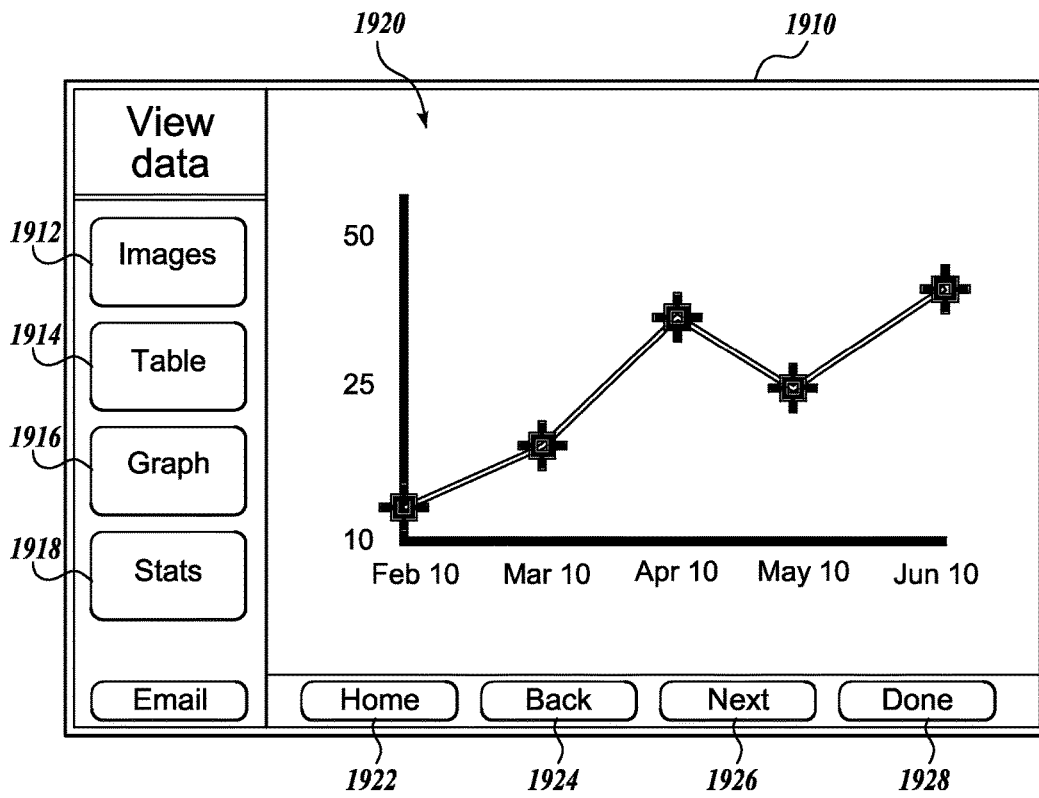 1920
1910
View
data
1912
Images
1914
Table
1916
Graph
1918
Stats
Email
50
25
10
Feb 10 Mar 10 Apr 10 May 10 Jun 10
Home Back Next Done
1922 1924 1926 1928